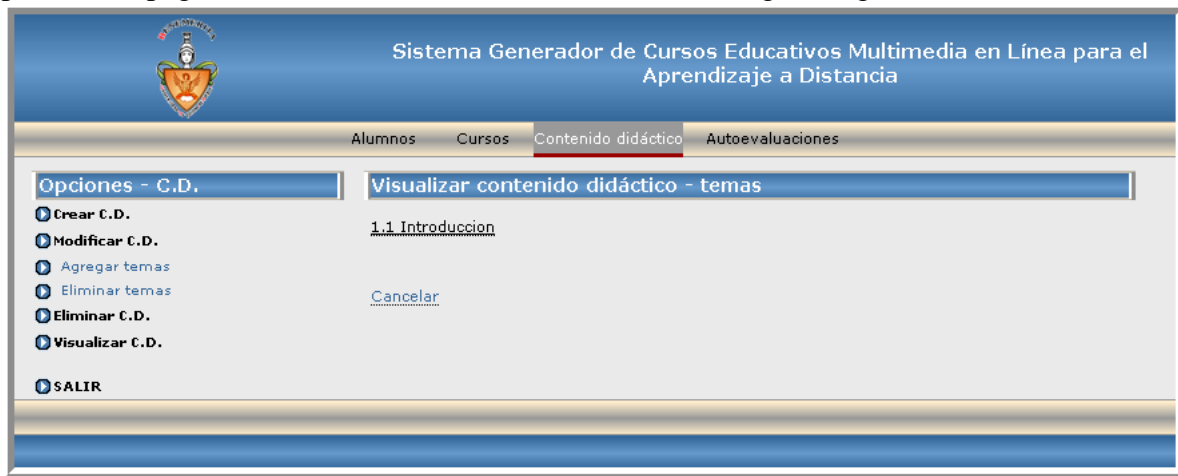 Sistema Generador de Cursos Educativos Multimedia en Línea para el
Aprendizaje a Distancia
Alumnos Cursos Contenido didáctico Autoevaluaciones
Opciones - C.D.
Crear C.D.
Modificar C.D.
Agregar temas
Eliminar temas
Eliminar C.D.
Visualizar C.D.
SALIR
Visualizar contenido didáctico - temas
1.1 Introduccion
Cancelar